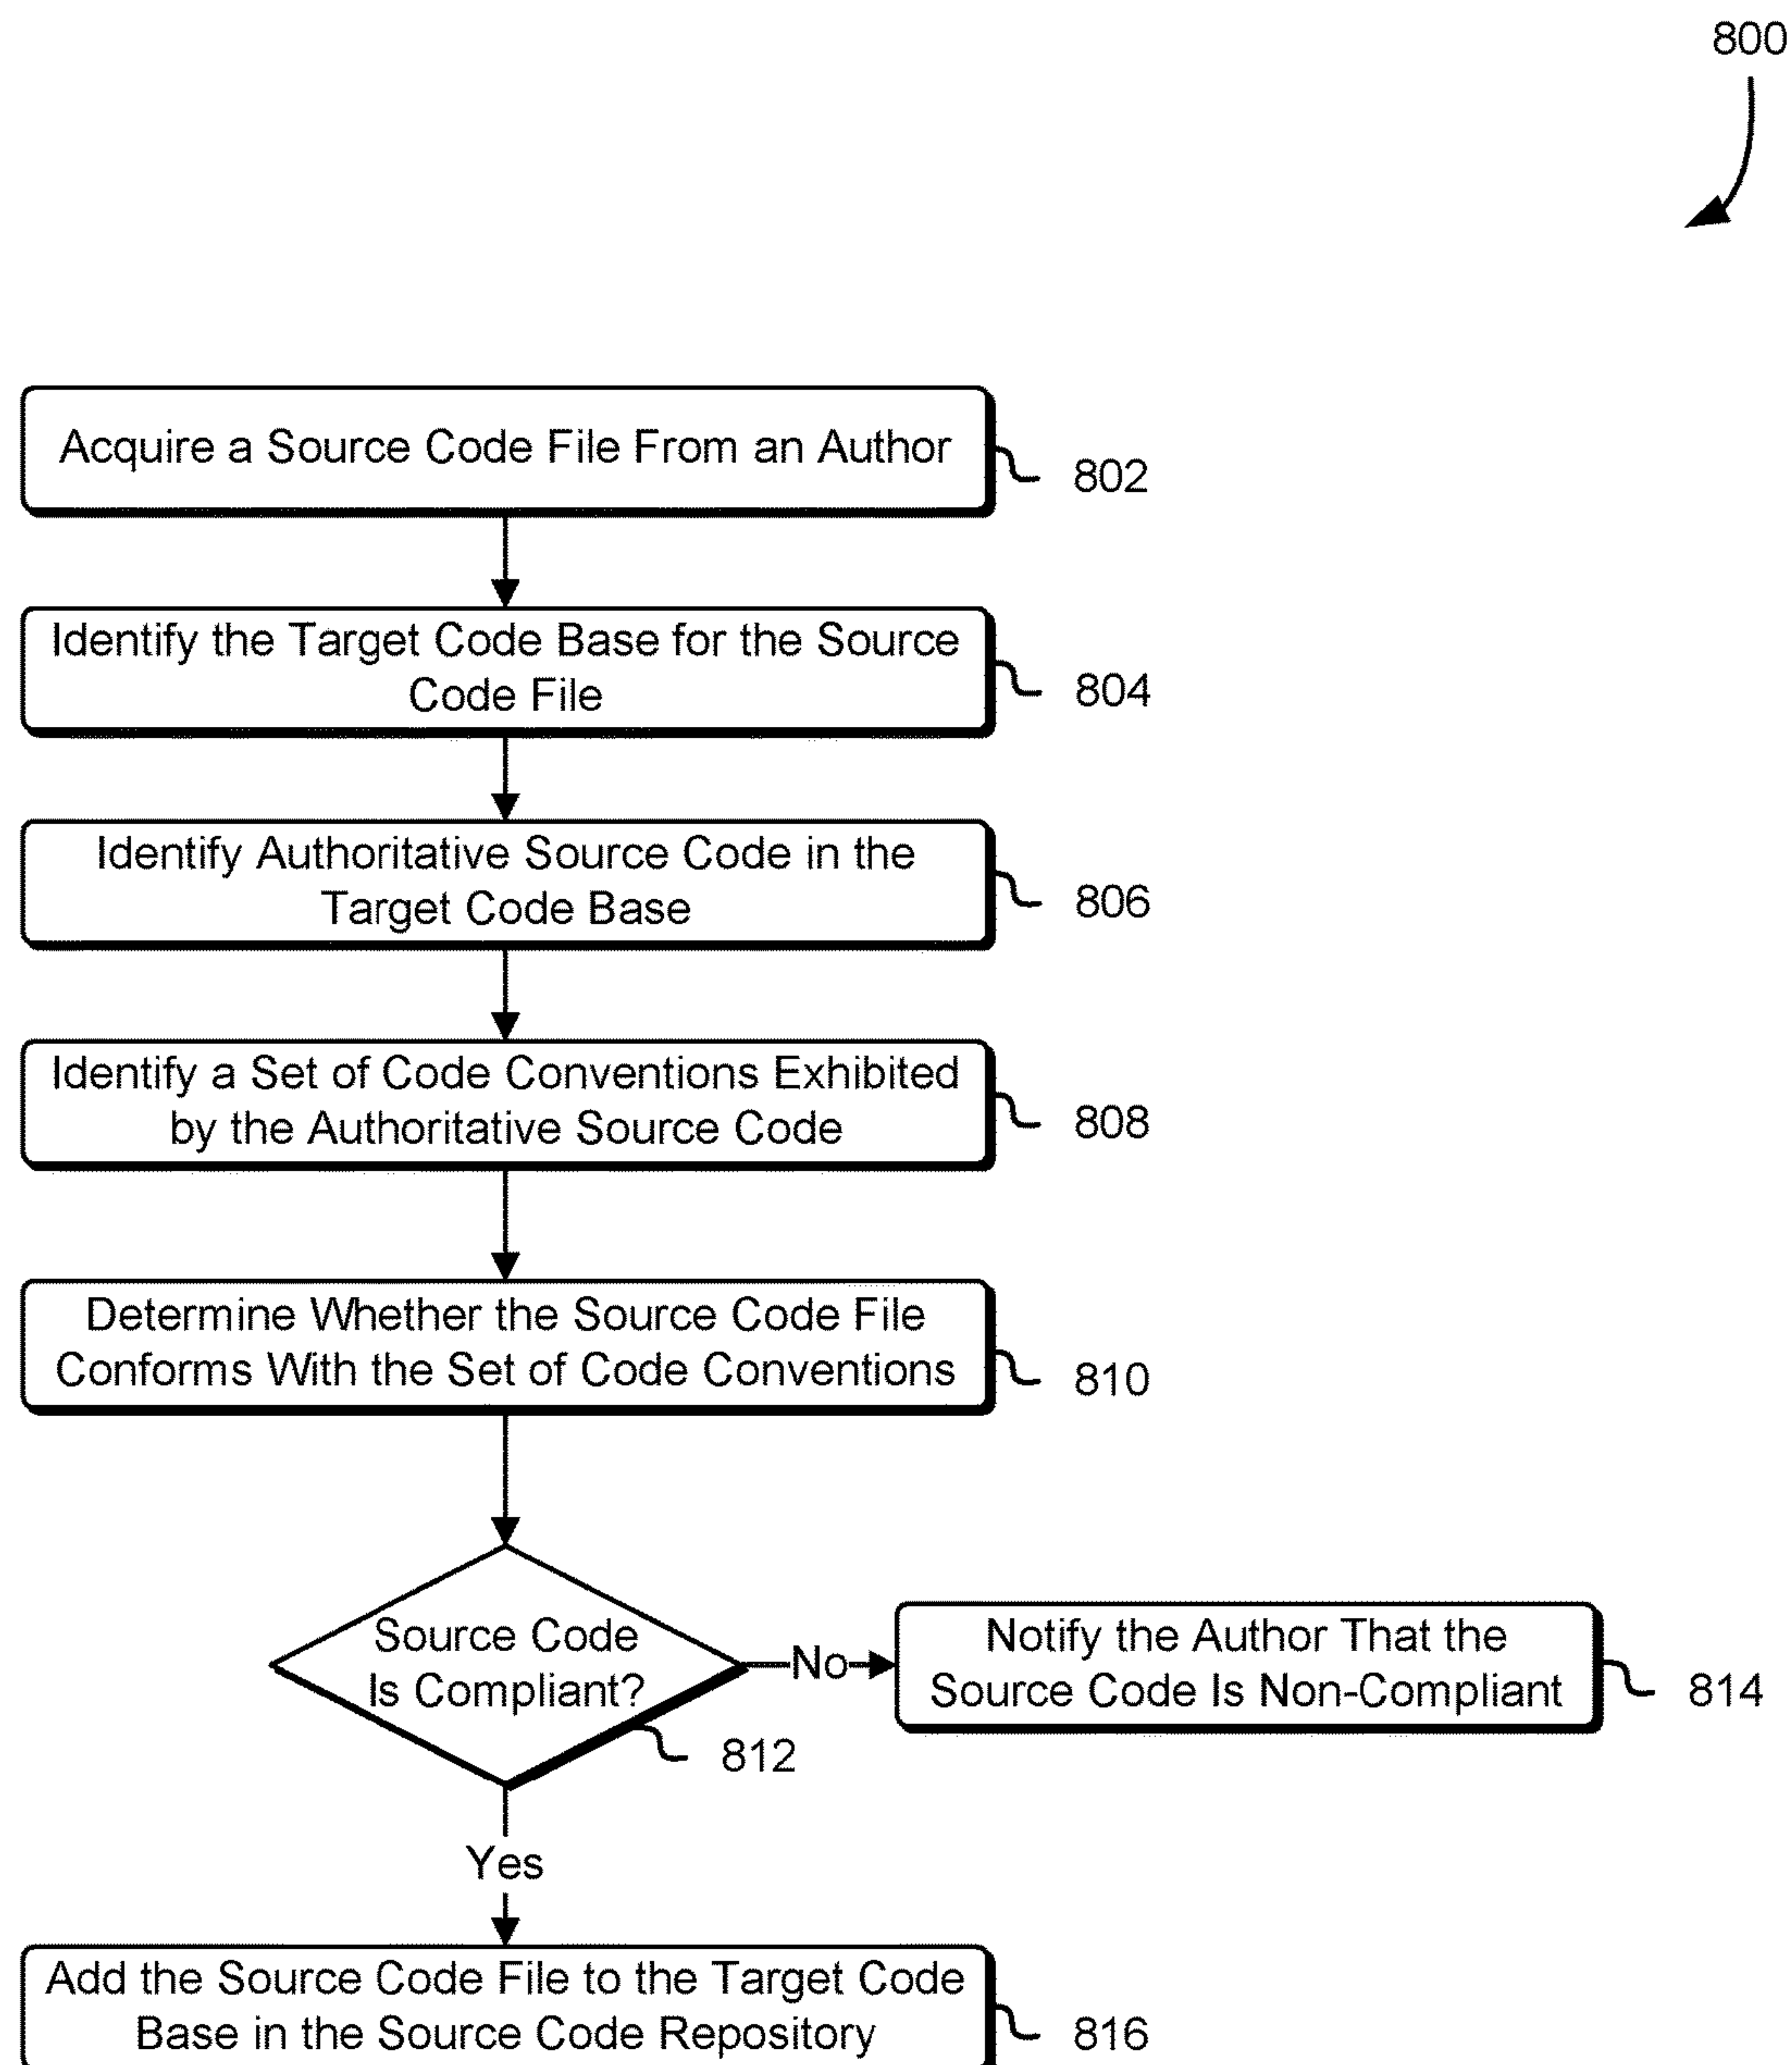 800
Acquire a Source Code File From an Author
802
Identify the Target Code Base for the Source
Code File
804
Identify Authoritative Source Code in the
Target Code Base
806
Identify a Set of Code Conventions Exhibited
by the Authoritative Source Code
808
Determine Whether the Source Code File
Conforms With the Set of Code Conventions
810
Source Code
Is Compliant?
812
No
Notify the Author That the
Source Code Is Non-Compliant
814
Yes
Add the Source Code File to the Target Code
Base in the Source Code Repository
816